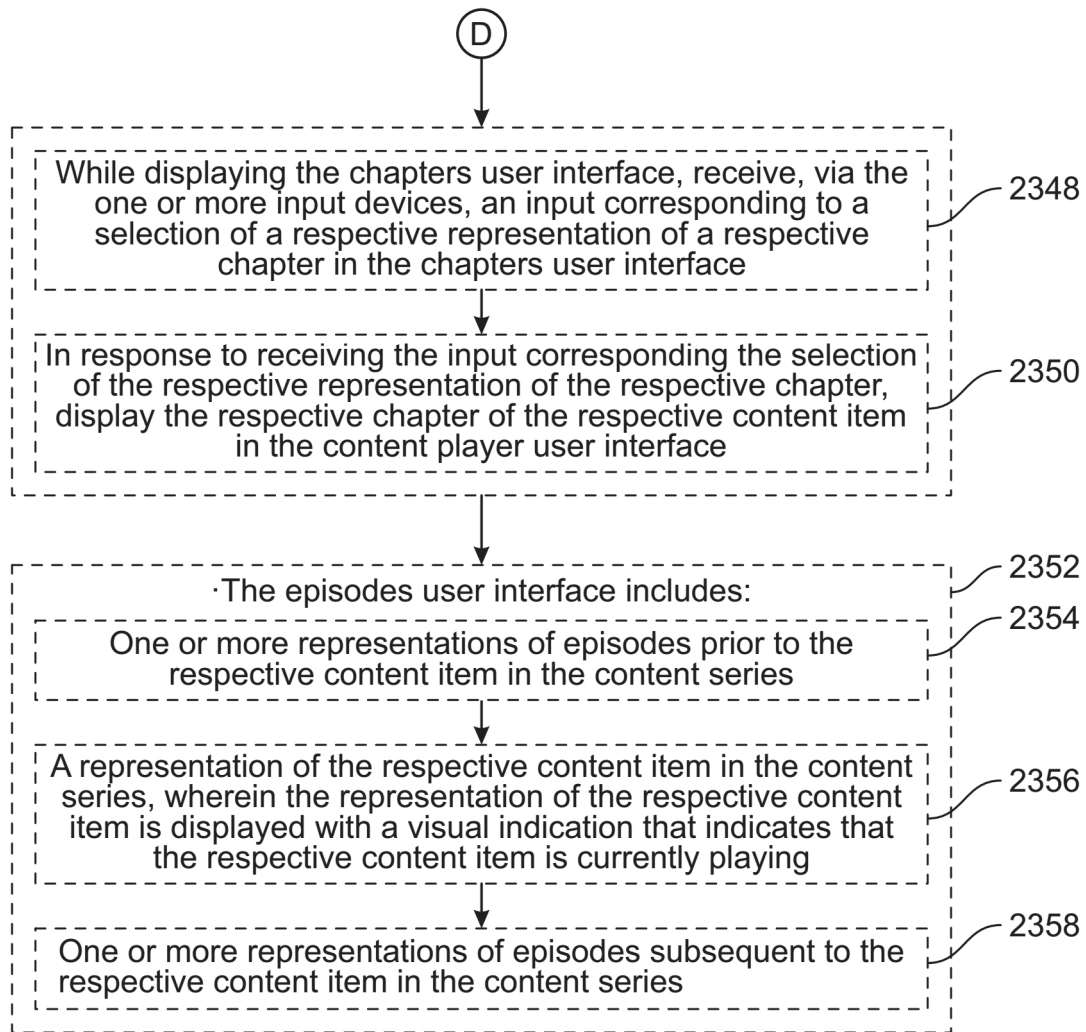 D
While displaying the chapters user interface, receive, via the
one or more input devices, an input corresponding to a
selection of a respective representation of a respective
chapter in the chapters user interface
2348
In response to receiving the input corresponding the selection
of the respective representation of the respective chapter,
display the respective chapter of the respective content item
in the content player user interface
2350
·The episodes user interface includes:
2352
One or more representations of episodes prior to the
respective content item in the content series
2354
A representation of the respective content item in the content
series, wherein the representation of the respective content
item is displayed with a visual indication that indicates that
the respective content item is currently playing
2356
One or more representations of episodes subsequent to the
respective content item in the content series
2358